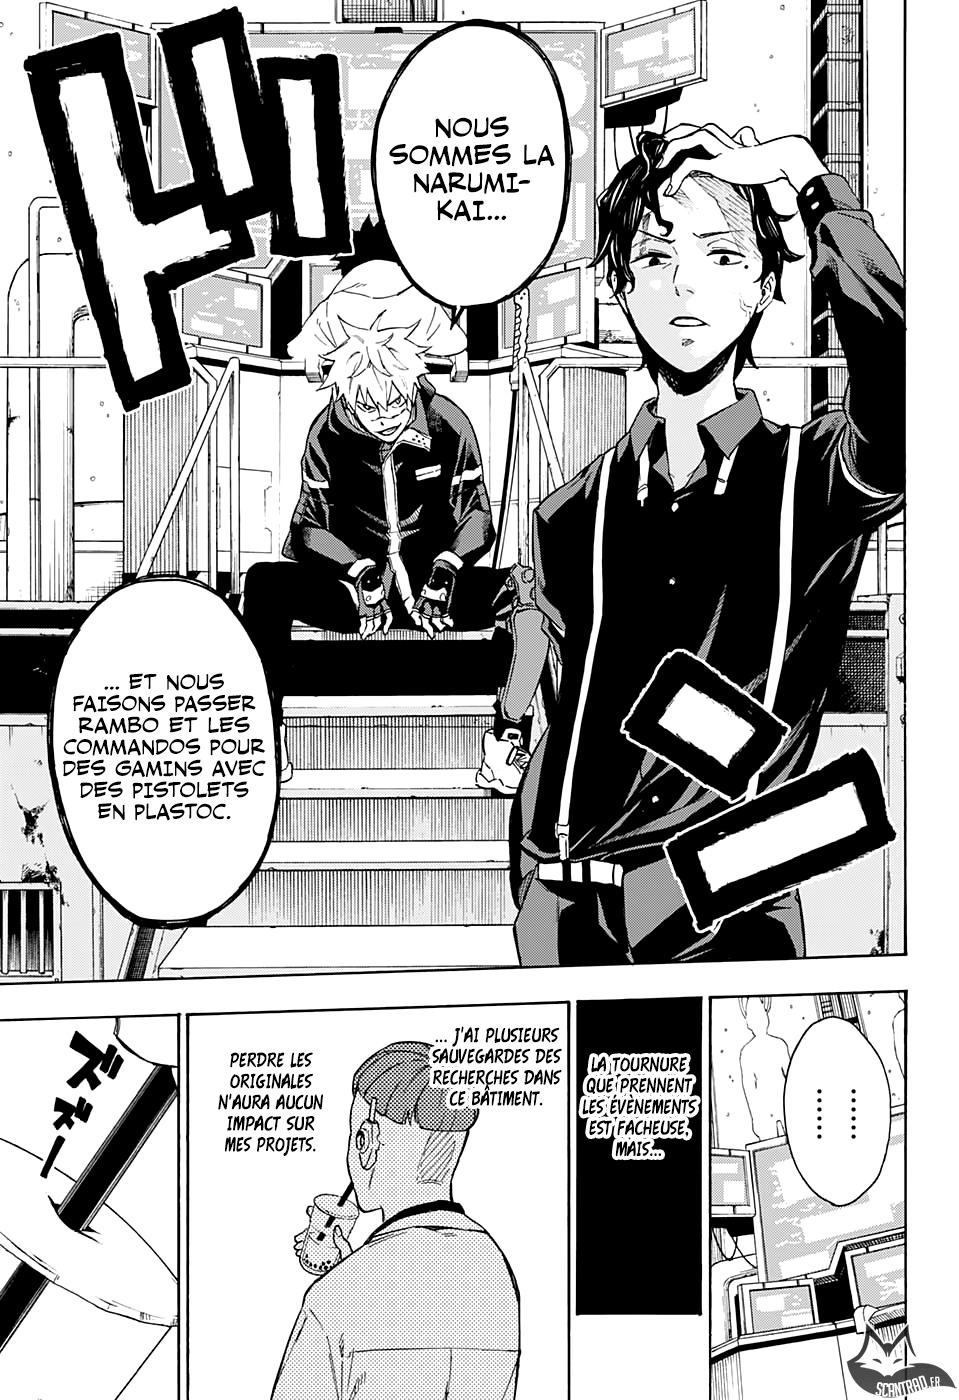 NOUS
SOMMES LA
NARUMI-
KAI...
ドン
... ET NOUS
FAISONS PASSER
RAMBO ET LES
COMMANDOS POUR
DES GAMINS AVEC
DES PISTOLETS
EN PLASTOC.
......
LA TOURNURE
QUE PRENNENT
LES ÉVÈNEMENTS
EST FACHEUSE,
MAIS...
... J'AI PLUSIEURS
SAUVEGARDES DES
RECHERCHES DANS
CE BÂTIMENT.
PERDRE LES
ORIGINALES
N'AURA AUCUN
IMPACT SUR
MES PROJETS.
ズズー
SCANTRAD.FR